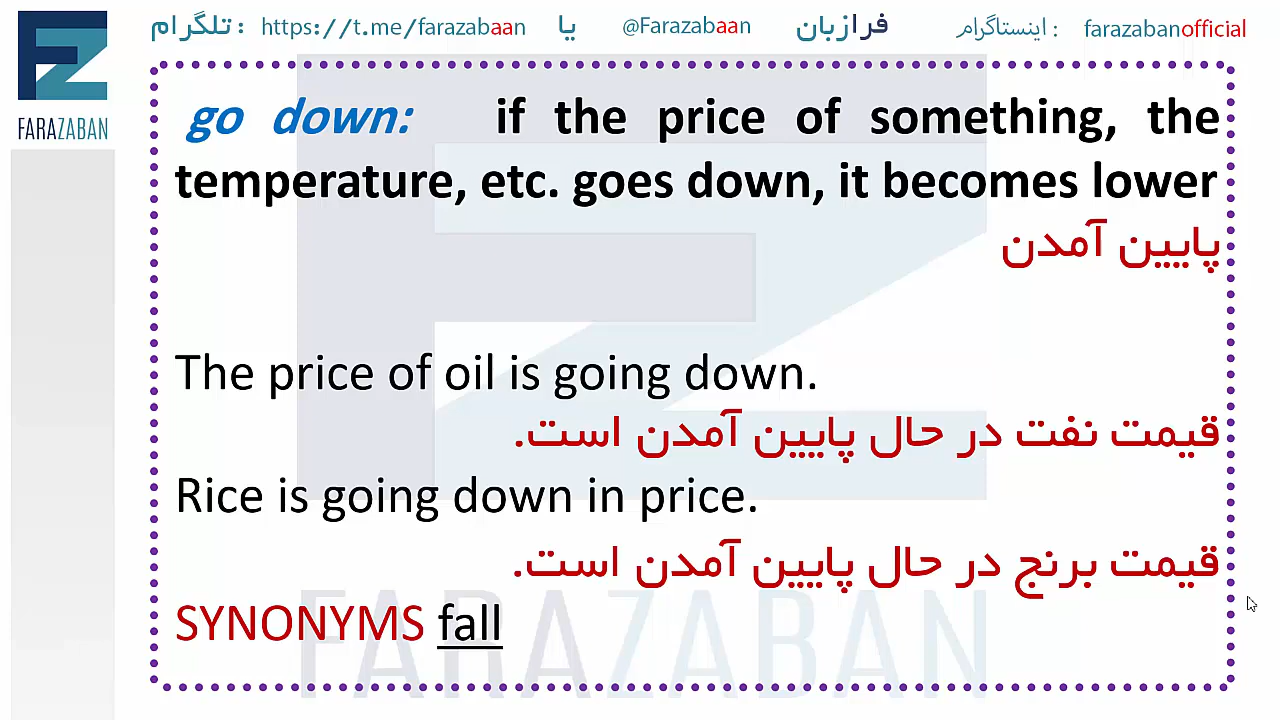 تلگرام : https://t.me/farazabaan یا @Farazabaan فرازبان اینستاگرام : farazabanofficial
FZ
FARAZABAN
go down: if the price of something, the
temperature, etc. goes down, it becomes lower
پایین آمدن
The price of oil is going down.
قیمت نفت در حال پایین آمدن است.
Rice is going down in price.
قیمت برنج در حال پایین آمدن است.
SYNONYMS fall
FARAZABAN